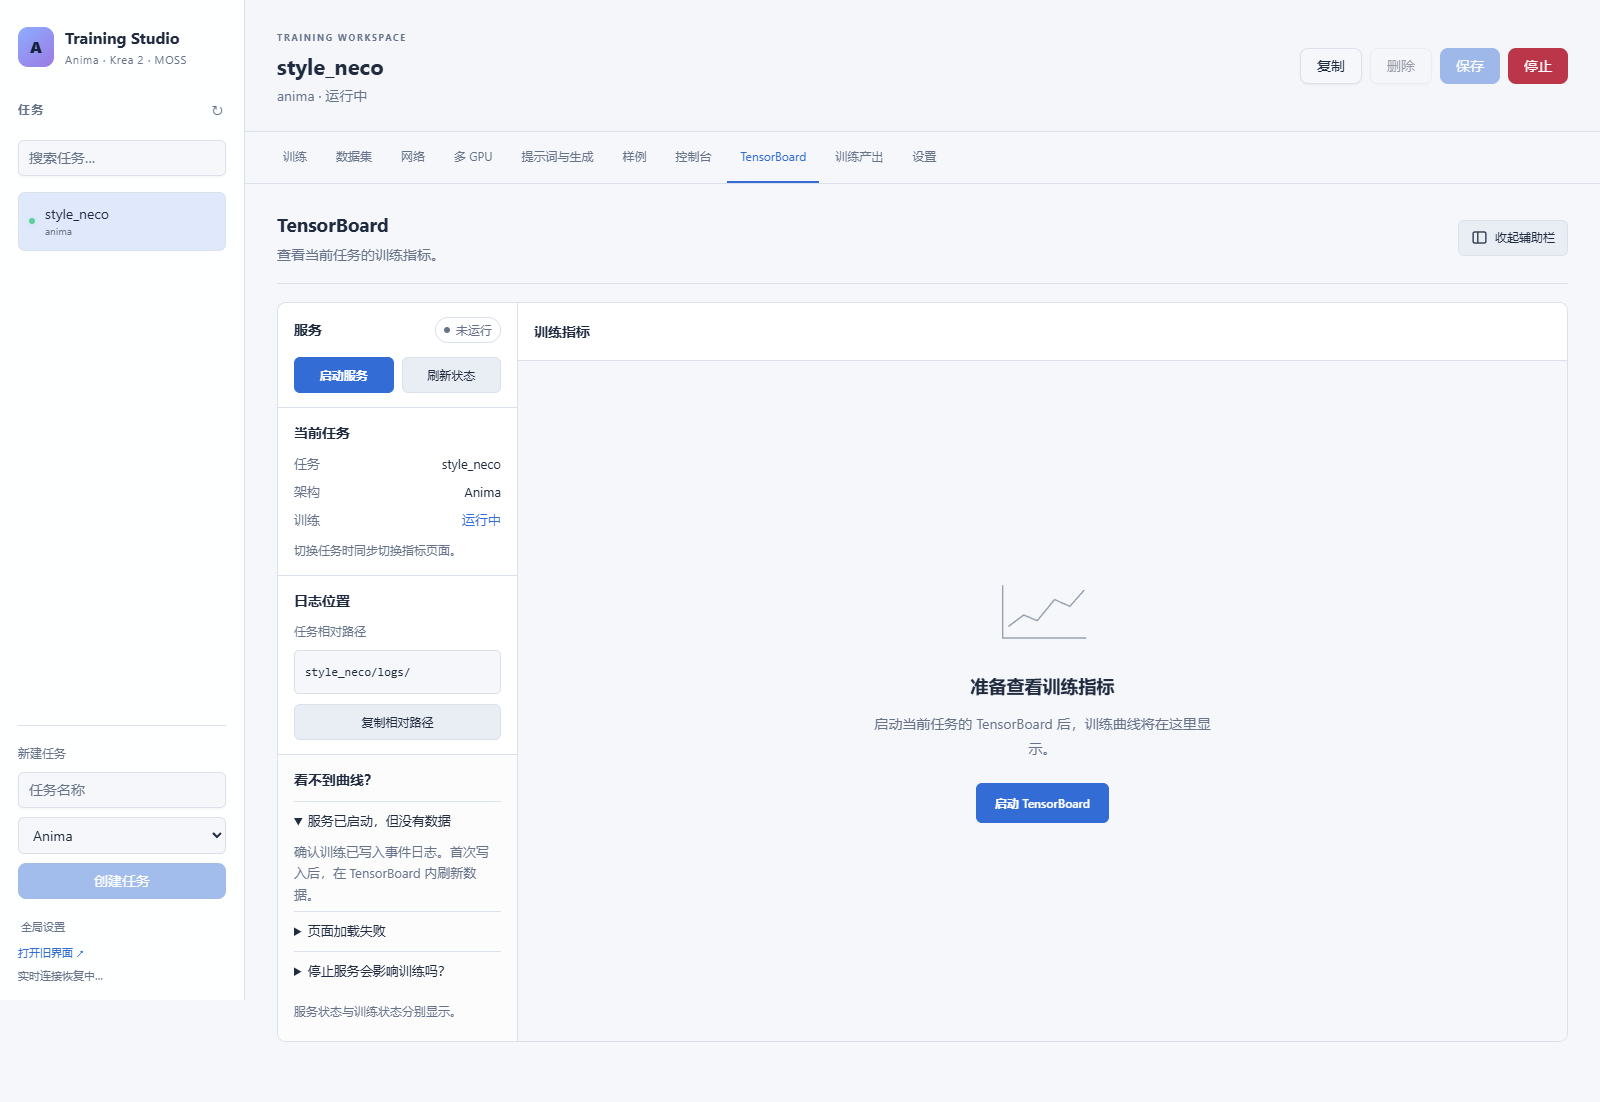 A
Training Studio
Anima · Krea 2 · MOSS
任务
↻
搜索任务...
style_neco
anima
新建任务
任务名称
Anima
创建任务
全局设置
打开旧界面 ↗
实时连接恢复中...
TRAINING WORKSPACE
style_neco
anima · 运行中
复制
删除
保存
停止
训练
数据集
网络
多 GPU
提示词与生成
样例
控制台
TensorBoard
训练产出
设置
TensorBoard
查看当前任务的训练指标。
收起辅助栏
服务
未运行
启动服务
刷新状态
当前任务
任务
style_neco
架构
Anima
训练
运行中
切换任务时同步切换指标页面。
日志位置
任务相对路径
style_neco/logs/
复制相对路径
看不到曲线？
▼ 服务已启动，但没有数据
确认训练已写入事件日志。首次写
入后，在 TensorBoard 内刷新数
据。
▶ 页面加载失败
▶ 停止服务会影响训练吗？
服务状态与训练状态分别显示。
训练指标
准备查看训练指标
启动当前任务的 TensorBoard 后，训练曲线将在这里显
示。
启动 TensorBoard